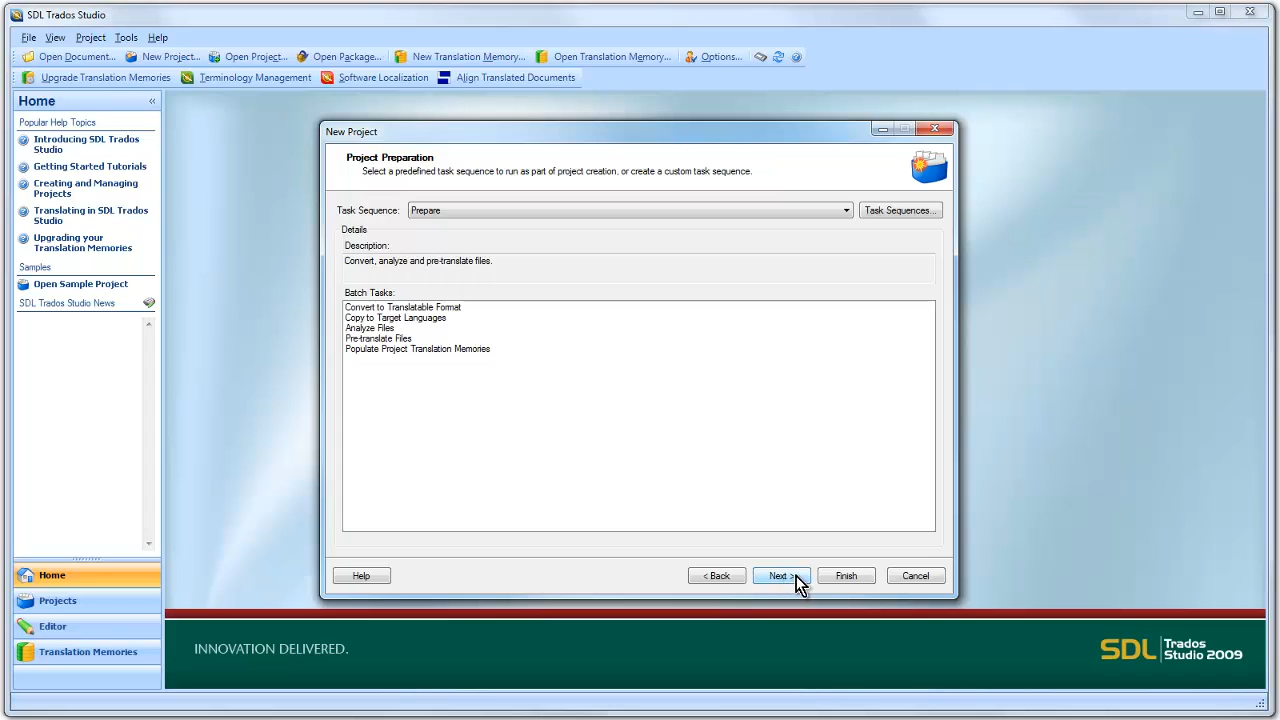 SDL Trados Studio
File View Project Tools Help
Open Document... New Project... Open Project... Open Package... New Translation Memory... Open Translation Memory... Options...
Upgrade Translation Memories Terminology Management Software Localization Align Translated Documents
Home «
Popular Help Topics
Introducing SDL Trados
Studio
Getting Started Tutorials
Creating and Managing
Projects
Translating in SDL Trados
Studio
Upgrading your
Translation Memories
Samples
Open Sample Project
SDL Trados Studio News
Home
Projects
Editor
Translation Memories
New Project
Project Preparation
Select a predefined task sequence to run as part of project creation, or create a custom task sequence.
Task Sequence: Prepare Task Sequences...
Details
Description:
Convert, analyze and pre-translate files.
Batch Tasks:
Convert to Translatable Format
Copy to Target Languages
Analyze Files
Pre-translate Files
Populate Project Translation Memories
Help < Back Next > Finish Cancel
INNOVATION DELIVERED.
SDL Trados
Studio 2009